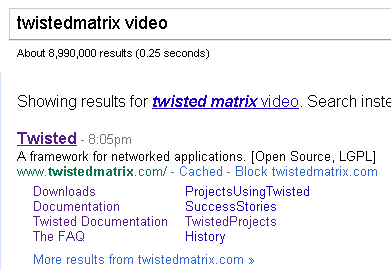 twistedmatrix video
About 8,990,000 results (0.25 seconds)
Showing results for twisted matrix video. Search inste
Twisted - 8:05pm
A framework for networked applications. [Open Source, LGPL]
www.twistedmatrix.com/ - Cached - Block twistedmatrix.com
Downloads ProjectsUsingTwisted
Documentation SuccessStories
Twisted Documentation TwistedProjects
The FAQ History
More results from twistedmatrix.com »